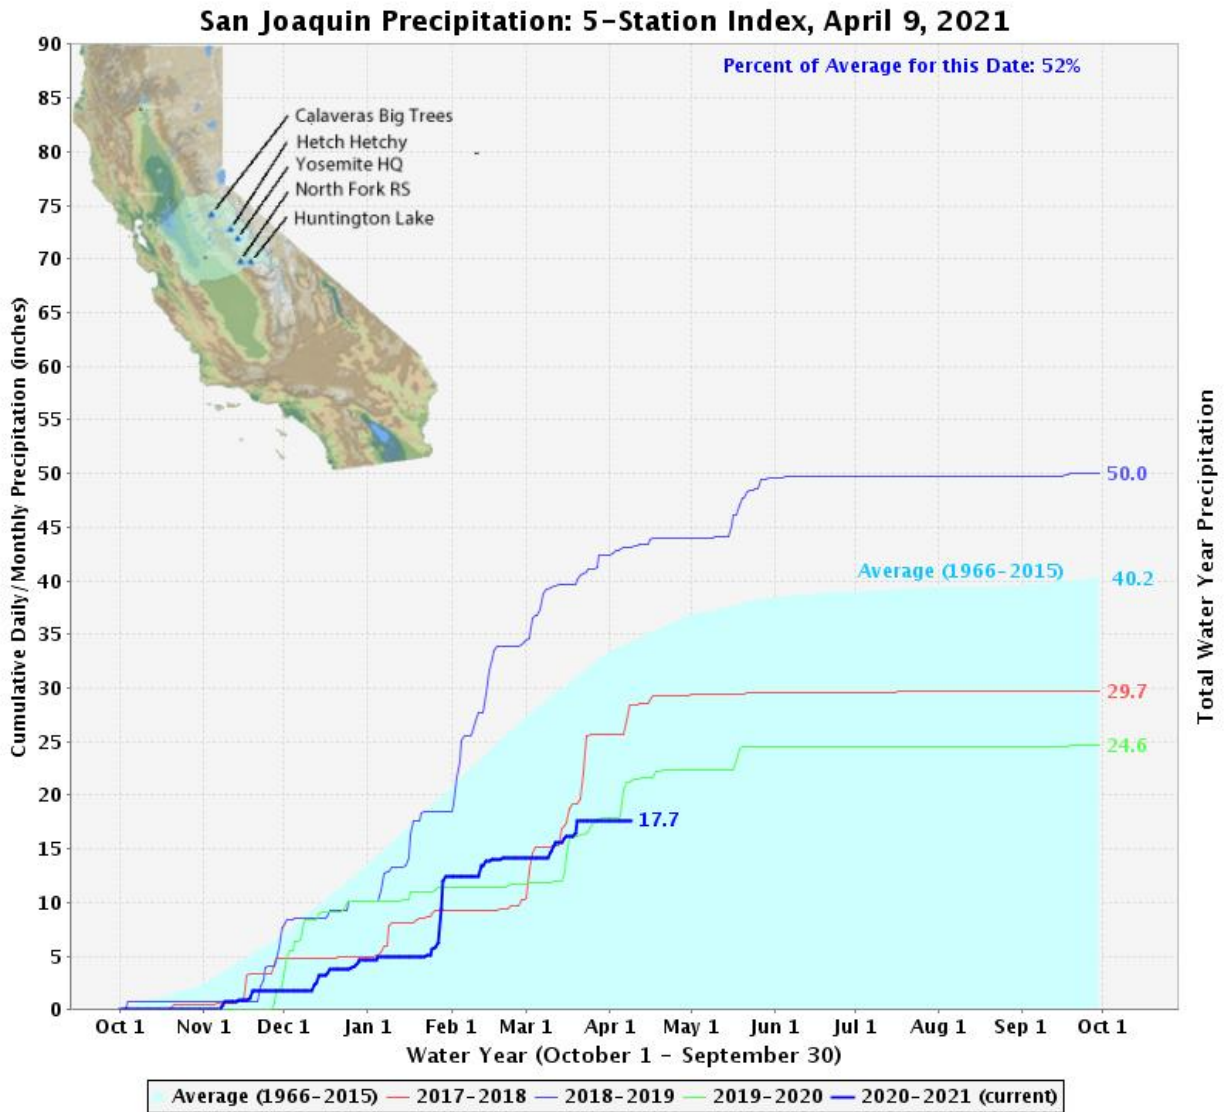 San Joaquin Precipitation: 5-Station Index, April 9, 2021
Percent of Average for this Date: 52%
Calaveras Big Trees
Hetch Hetchy
Yosemite HQ
North Fork RS
Huntington Lake
Cumulative Daily/Monthly Precipitation (inches)
90
85
80
75
70
65
60
55
50
45
40
35
30
25
20
15
10
5
0
50.0
Average (1966-2015)
40.2
29.7
24.6
17.7
Total Water Year Precipitation
Oct 1 Nov 1 Dec 1 Jan 1 Feb 1 Mar 1 Apr 1 May 1 Jun 1 Jul 1 Aug 1 Sep 1 Oct 1
Water Year (October 1 - September 30)
Average (1966-2015) 2017-2018 2018-2019 2019-2020 2020-2021 (current)